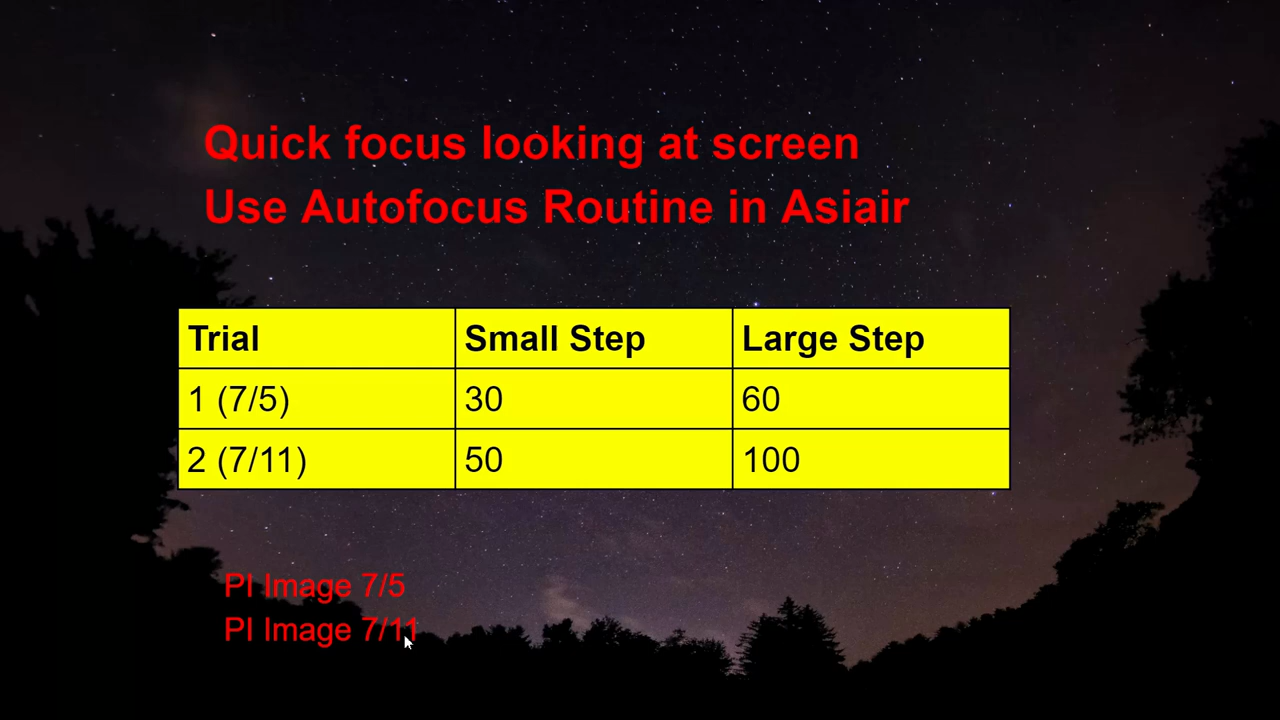 Quick focus looking at screen
Use Autofocus Routine in Asiair
Trial Small Step Large Step
1 (7/5) 30 60
2 (7/11) 50 100
PI Image 7/5
PI Image 7/11